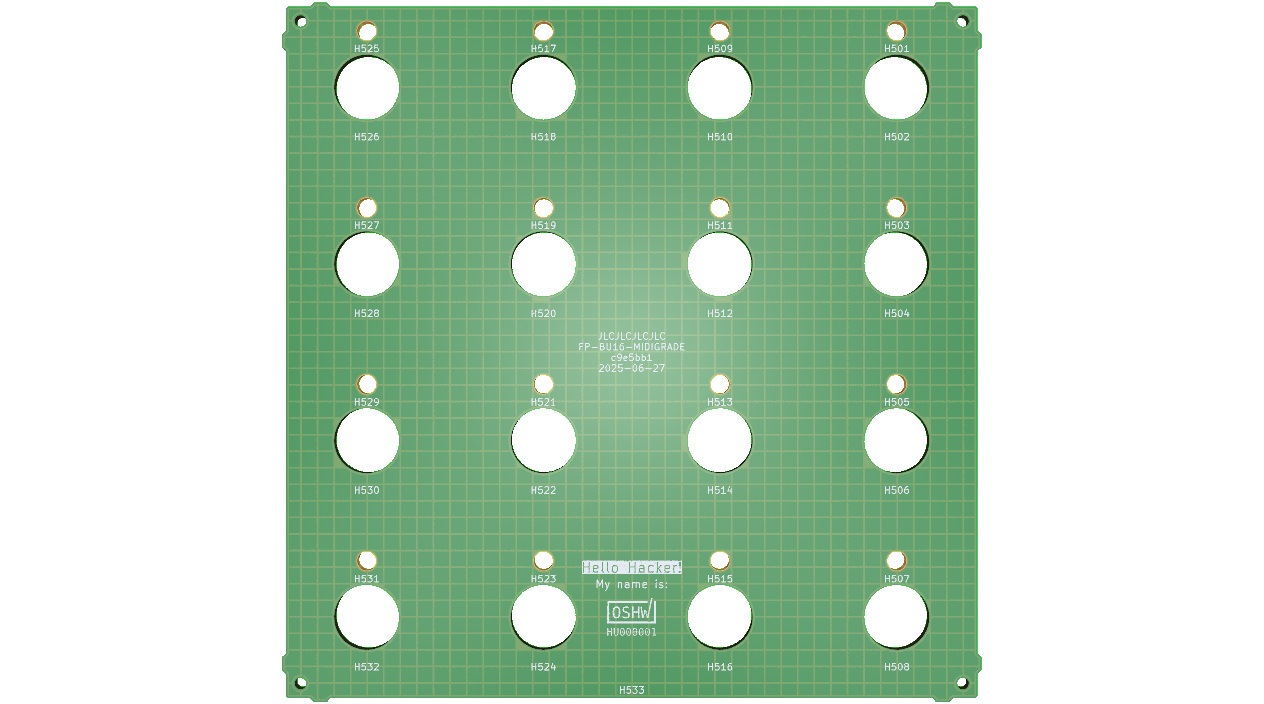 H525 H517 H509 H501
H526 H518 H510 H502
H527 H519 H511 H503
H528 H520 H512 H504
JLCJLCJLCJLC
FP-BU16-MIDIGRADE
c9e5bb1
2025-06-27
H529 H521 H513 H505
H530 H522 H514 H506
Hello Hacker!
H531 H523 H515 H507
My name is:
OSHW
HU000001
H532 H524 H516 H508
H533